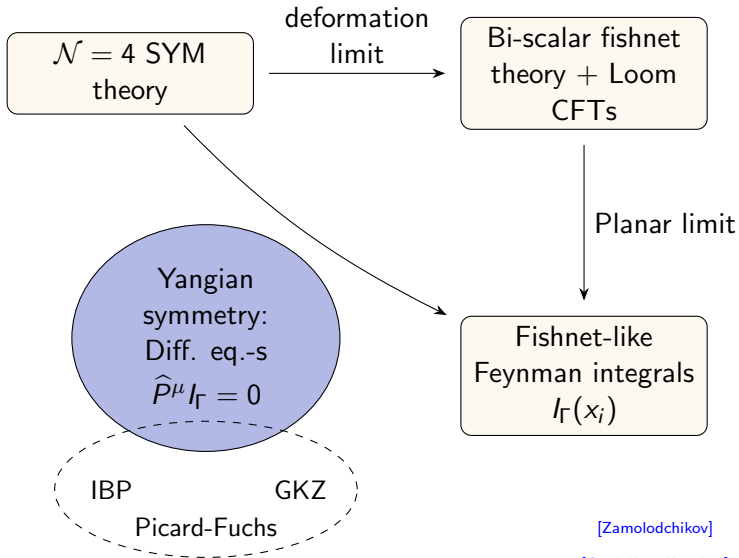 deformation
limit
N = 4 SYM
theory
Bi-scalar fishnet
theory + Loom
CFTs
Planar limit
Yangian
symmetry:
Diff. eq.-s
P̂^μ I_Γ = 0
Fishnet-like
Feynman integrals
I_Γ(x_i)
IBP GKZ
Picard-Fuchs
[Zamolodchikov]